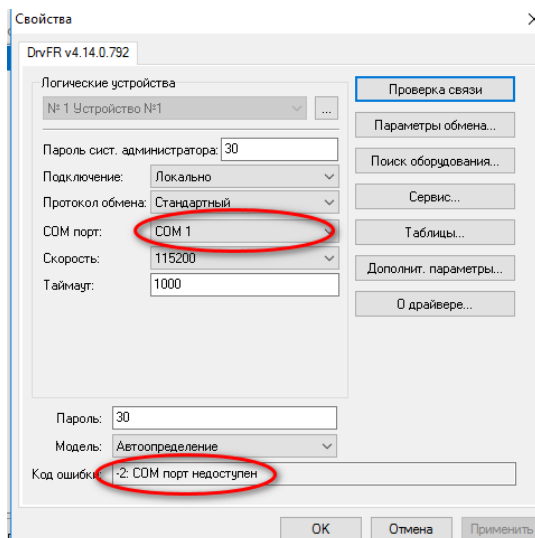 Свойства
DrvFR v4.14.0.792
Логические устройства
№ 1 Устройство №1
...
Пароль сист. администратора: 30
Подключение: Локально
Протокол обмена: Стандартный
COM порт: COM 1
Скорость: 115200
Таймаут: 1000
Проверка связи
Параметры обмена...
Поиск оборудования...
Сервис...
Таблицы...
Дополнит. параметры...
О драйвере...
Пароль: 30
Модель: Автоопределение
Код ошибки: -2: COM порт недоступен
OK Отмена Применить